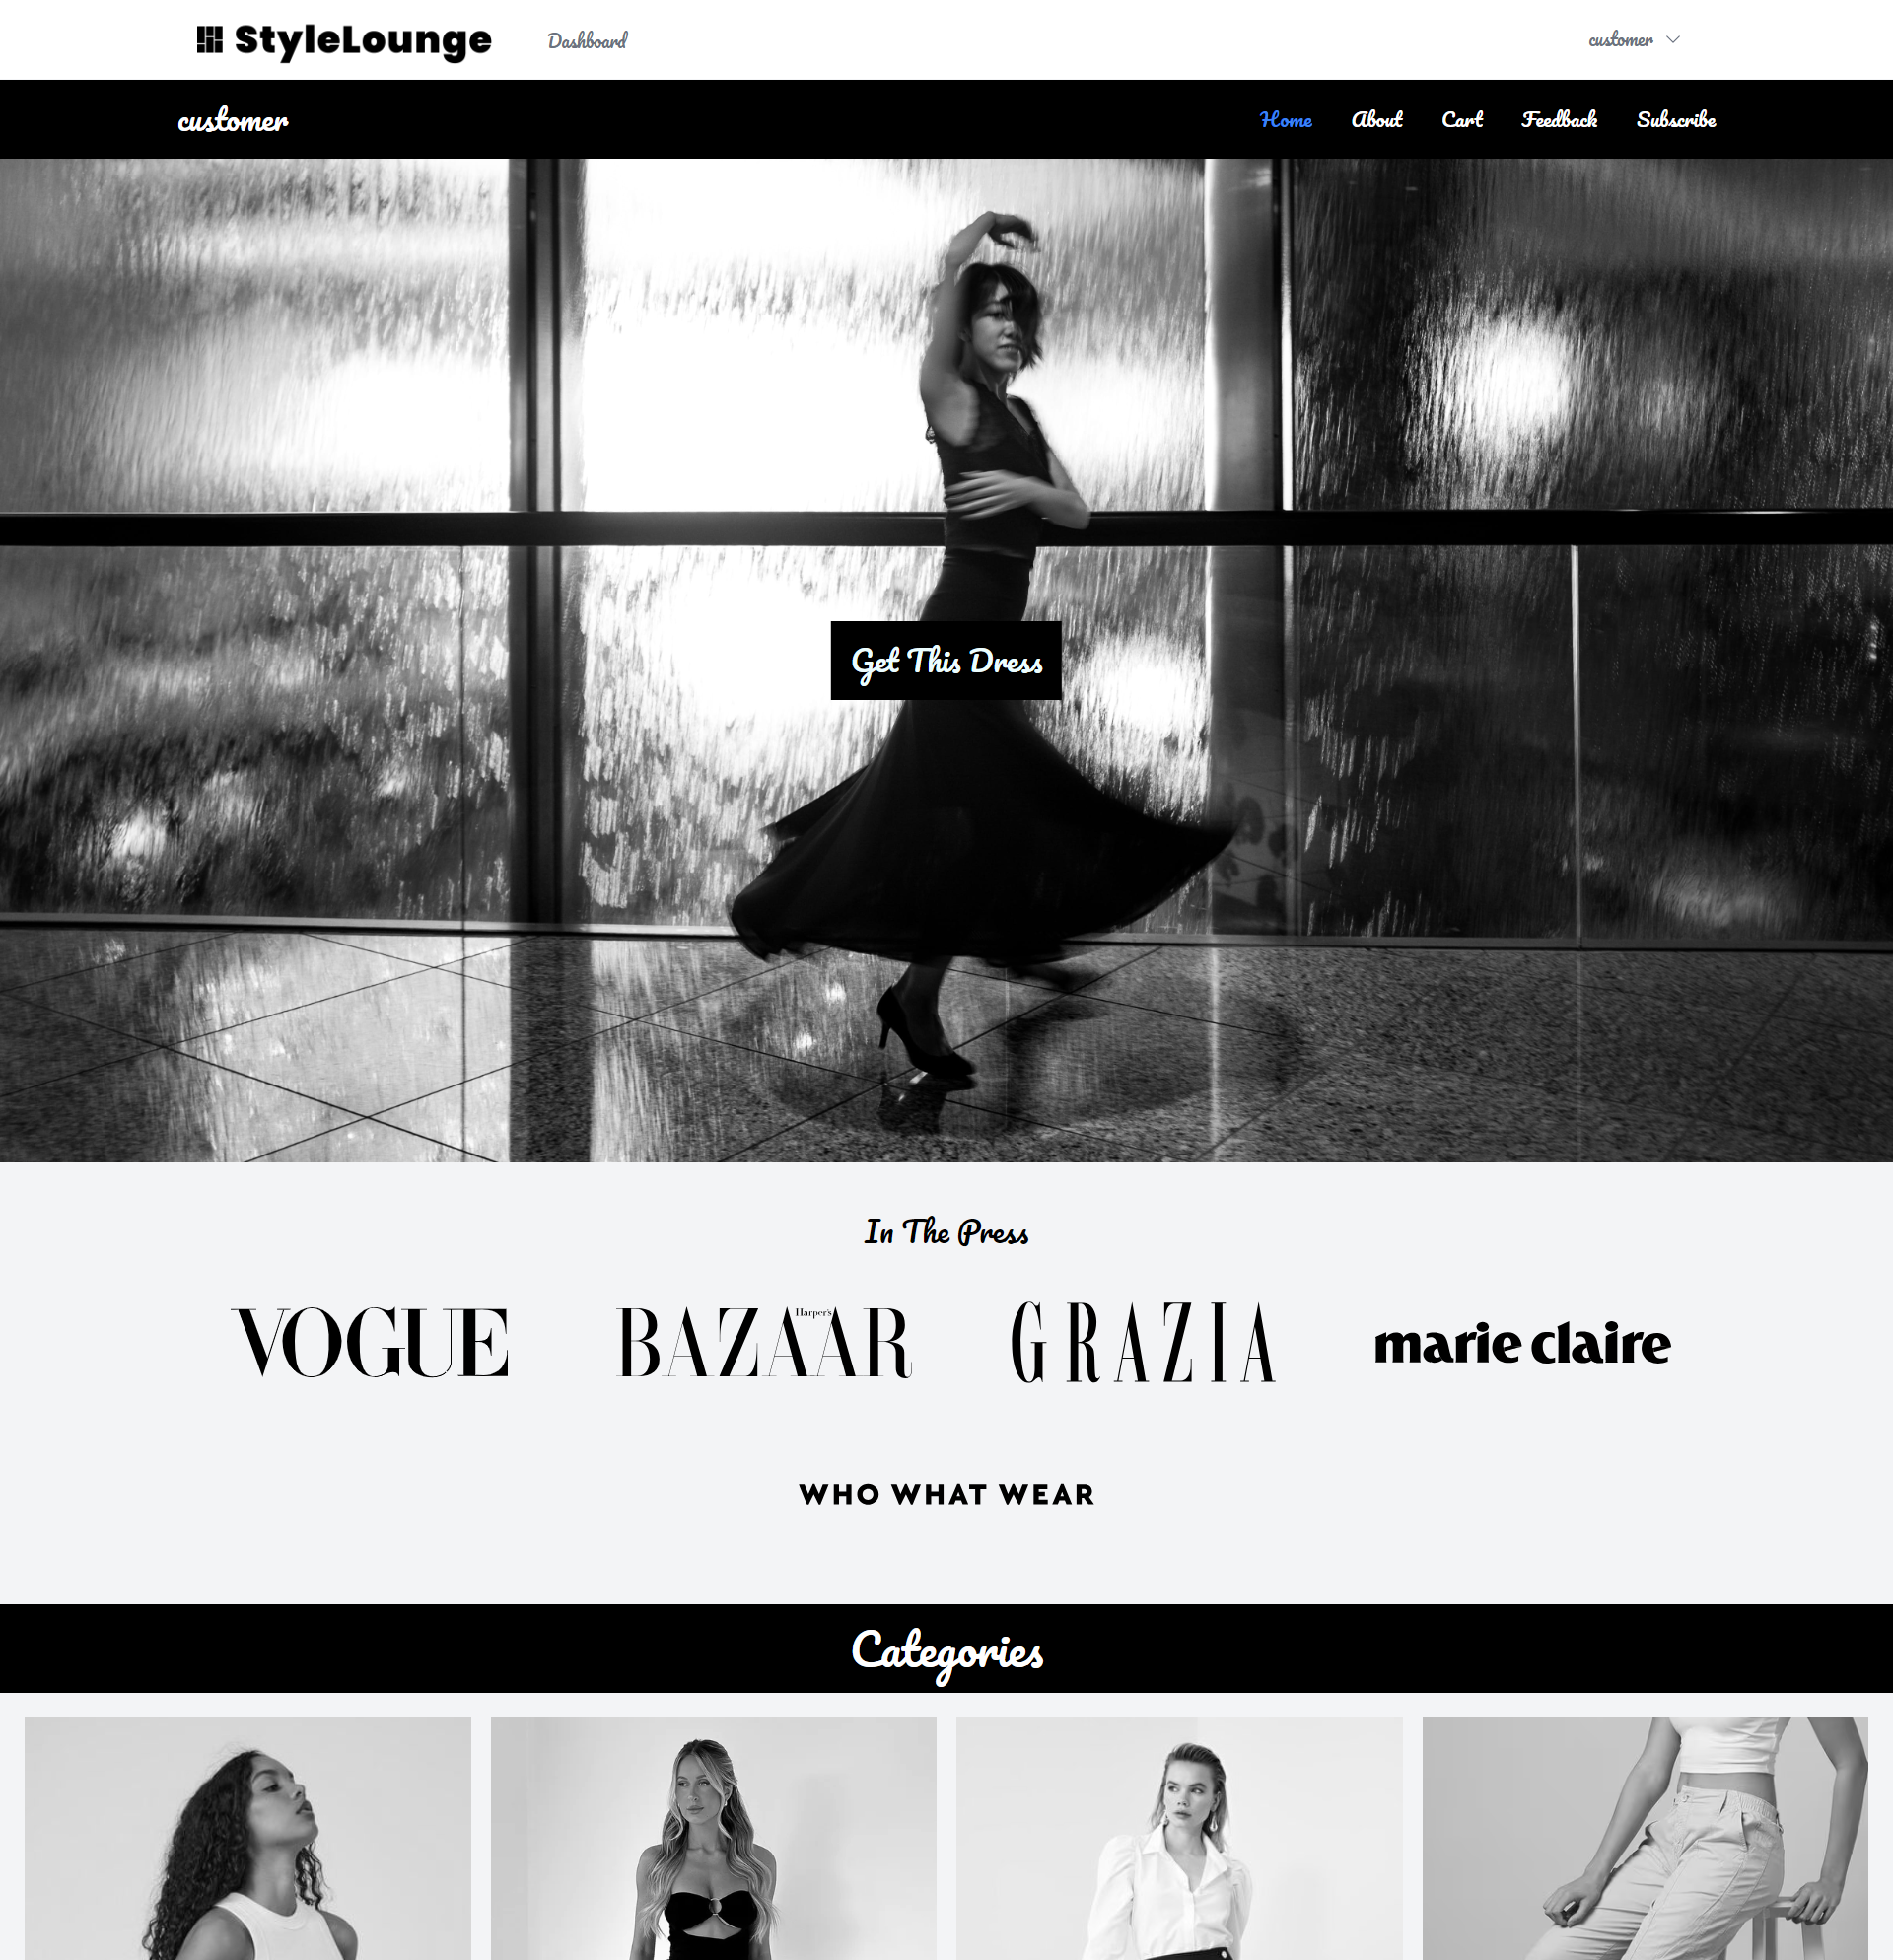 StyleLounge Dashboard customer
customer Home About Cart Feedback Subscribe
Get This Dress
In The Press
VOGUE Harper's BAZAAR GRAZIA marie claire
WHO WHAT WEAR
Categories